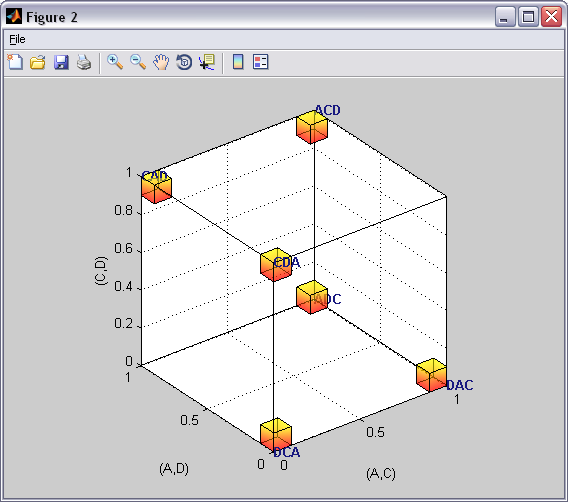 Figure 2
File
ACD
CAD
1
0.8
0.6
0.4
0.2
0
(C,D)
CDA
ADC
DAC
DCA
1
0.5
0
(A,D)
0
0.5
1
(A,C)